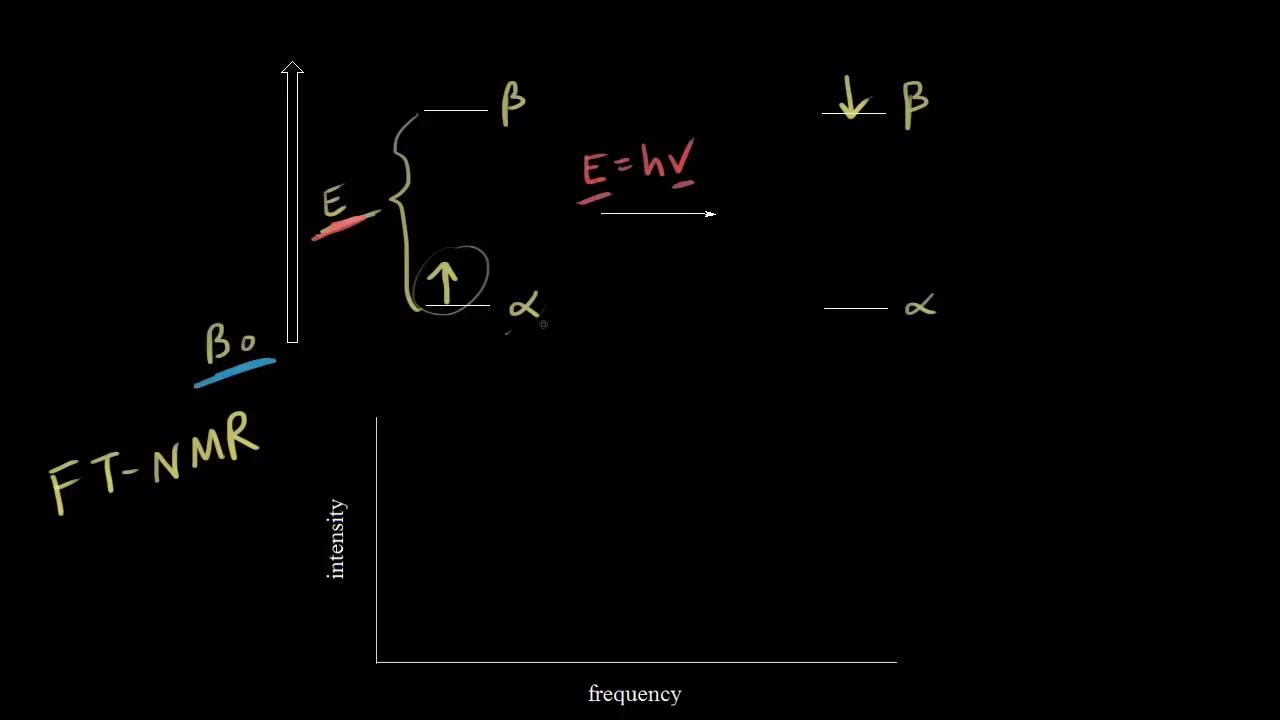 β
E
E=hν
α
B0
FT-NMR
β
α
intensity
frequency